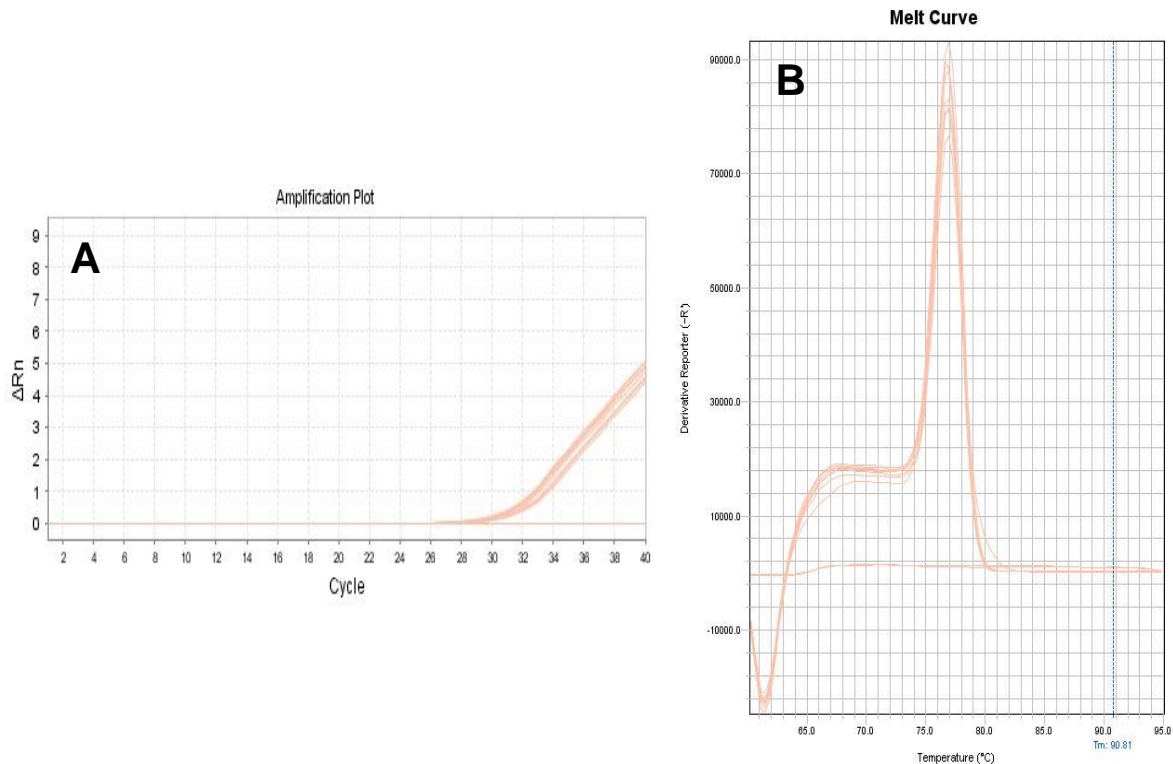 Amplification Plot
A
9
8
7
6
5
4
3
2
1
0
ΔRn
2 4 6 8 10 12 14 16 18 20 22 24 26 28 30 32 34 36 38 40
Cycle
Melt Curve
B
90000.0
70000.0
50000.0
30000.0
10000.0
-10000.0
Derivative Reporter (-R')
65.0 70.0 75.0 80.0 85.0 90.0 95.0
Tm: 90.81
Temperature (°C)